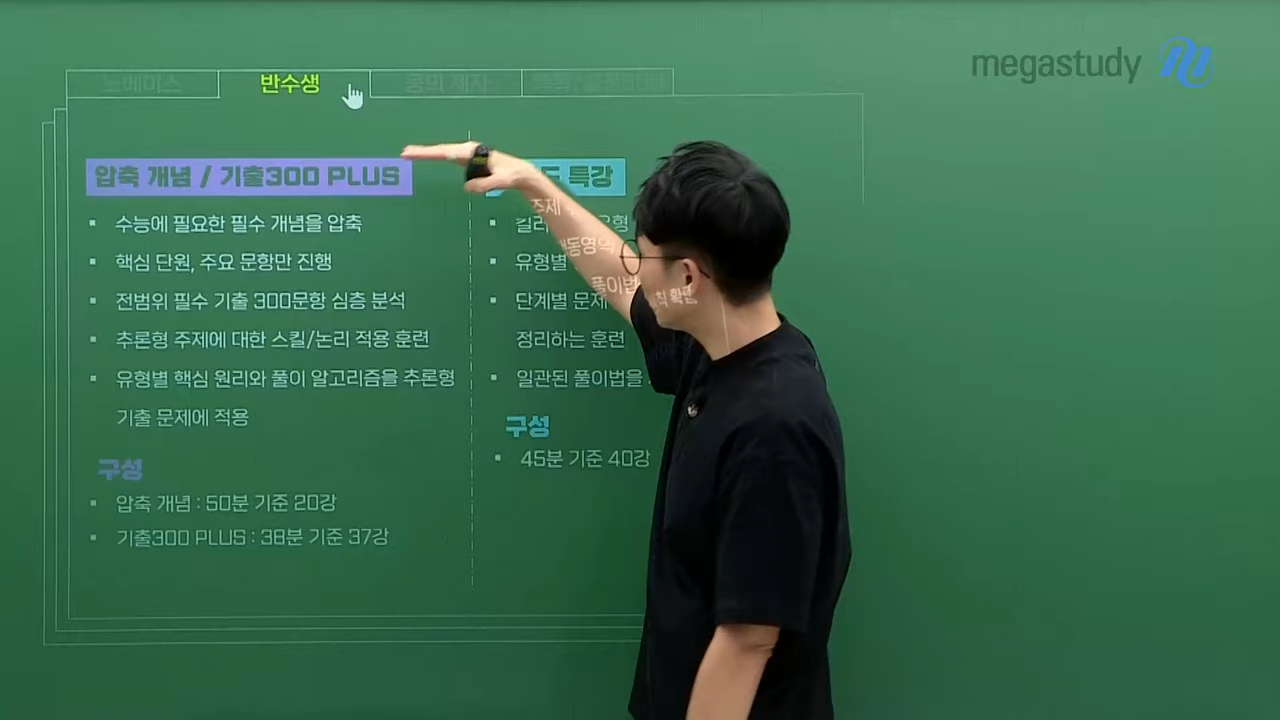 megastudy
노베이스
반수생
압축 개념 / 기출300 PLUS
수능에 필요한 필수 개념을 압축
핵심 단원, 주요 문항만 진행
전범위 필수 기출 300문항 심층 분석
추론형 주제에 대한 스킬/논리 적용 훈련
유형별 핵심 원리와 풀이 알고리즘을 추론형
기출 문제에 적용
구성
압축 개념 : 50분 기준 20강
기출300 PLUS : 38분 기준 37강
특강
유형별
단계별 문제
풀이법
정리하는 훈련
일관된 풀이법을
구성
45분 기준 40강